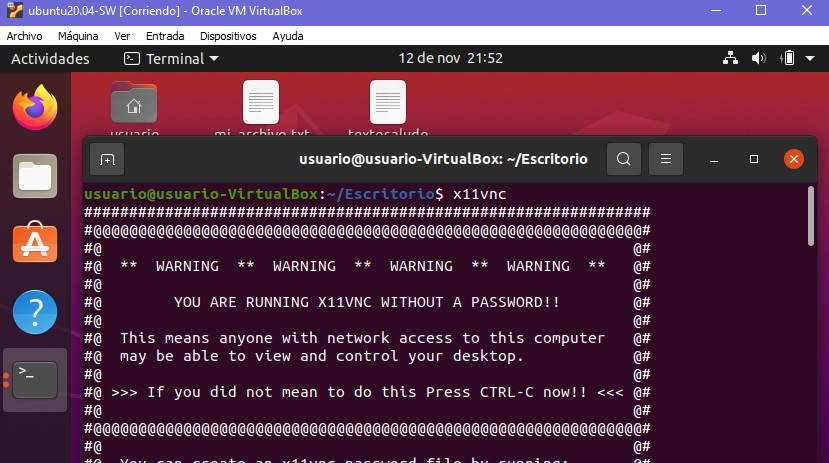 ubuntu20.04-SW [Corriendo] - Oracle VM VirtualBox
Archivo Máquina Ver Entrada Dispositivos Ayuda
Actividades Terminal 12 de nov 21:52
usuario mi_archivo.txt textosaludo
usuario@usuario-VirtualBox: ~/Escritorio
usuario@usuario-VirtualBox:~/Escritorio$ x11vnc
###############################################################
#@@@@@@@@@@@@@@@@@@@@@@@@@@@@@@@@@@@@@@@@@@@@@@@@@@@@@@@@@@@@@#
#@                                                           @#
#@  ** WARNING ** WARNING ** WARNING ** WARNING **   @#
#@                                                           @#
#@        YOU ARE RUNNING X11VNC WITHOUT A PASSWORD!!        @#
#@                                                           @#
#@  This means anyone with network access to this computer   @#
#@  may be able to view and control your desktop.            @#
#@                                                           @#
#@ >>> If you did not mean to do this Press CTRL-C now!! <<< @#
#@                                                           @#
#@@@@@@@@@@@@@@@@@@@@@@@@@@@@@@@@@@@@@@@@@@@@@@@@@@@@@@@@@@@@@#
#@                                                           @#
#@  You can create an x11vnc password file by running:       @#